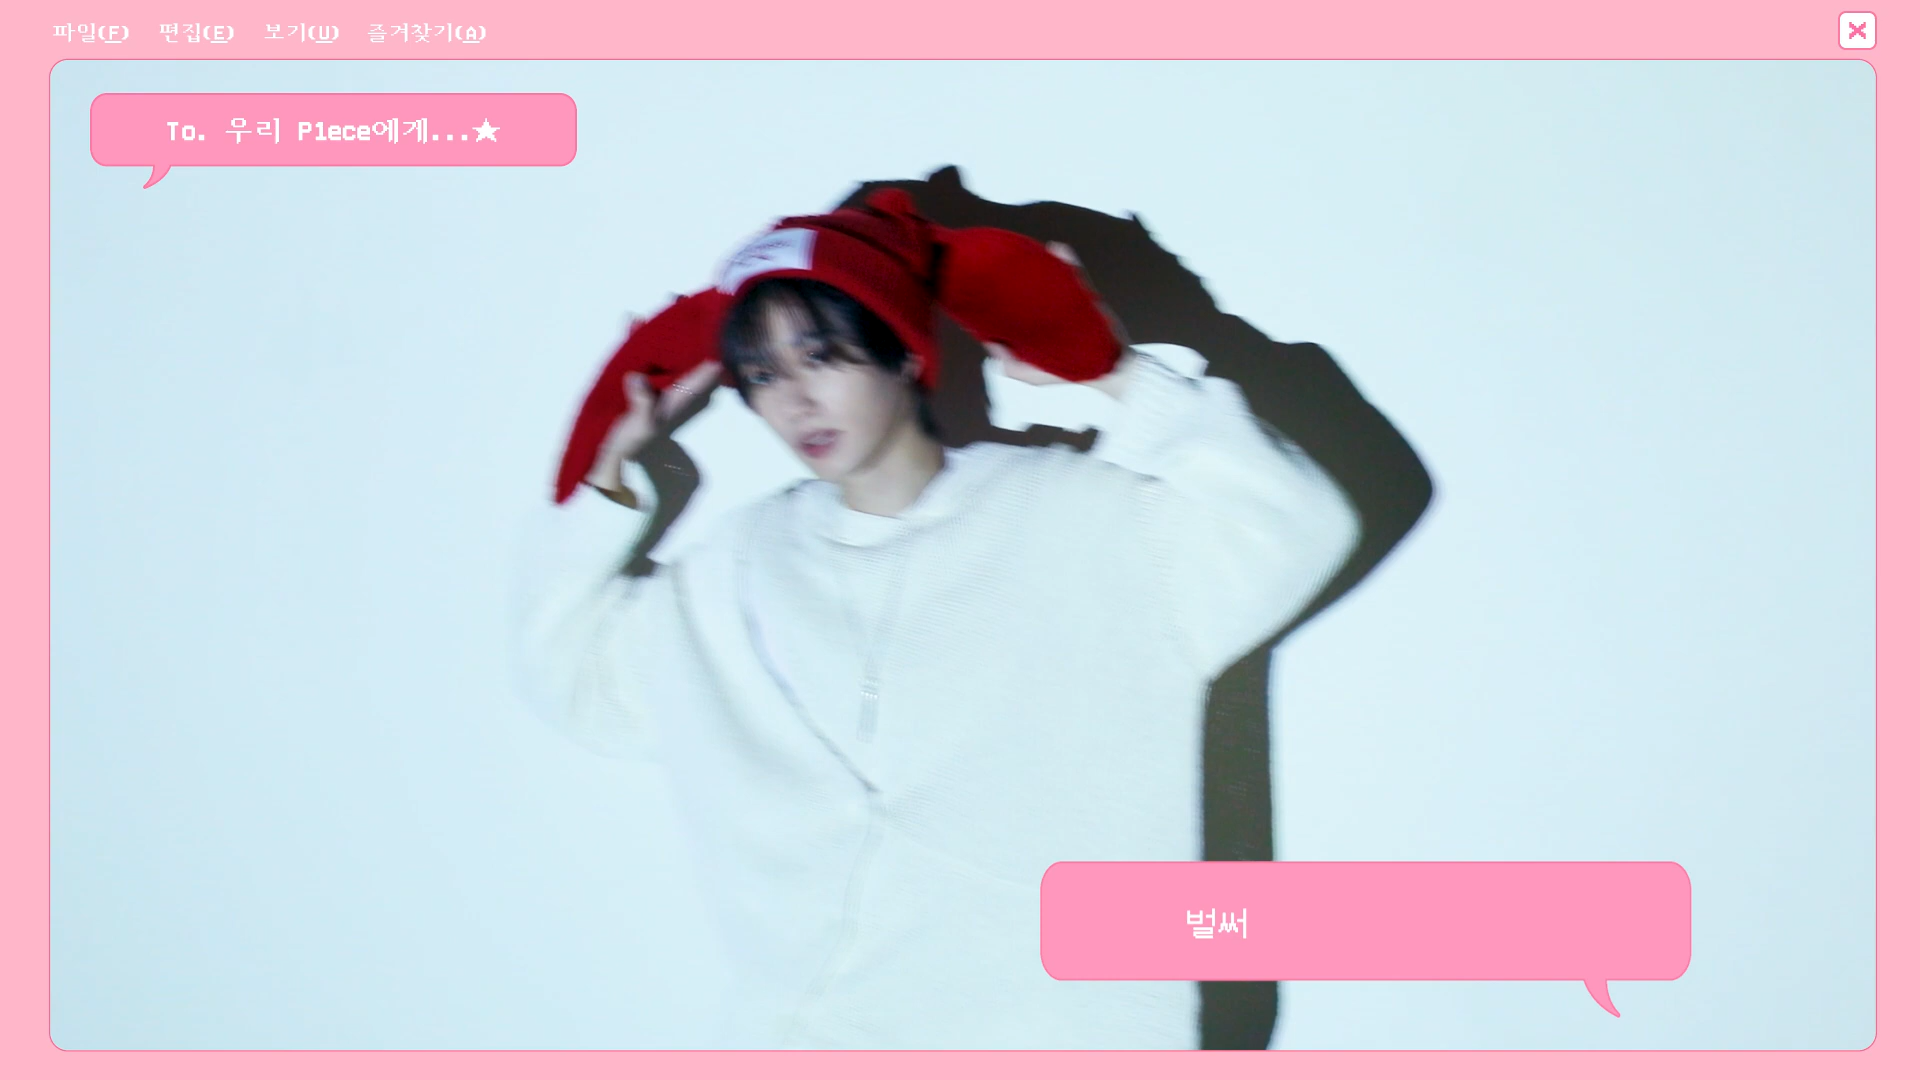 파일(F) 편집(E) 보기(U) 즐겨찾기(A)
To. 우리 P1ece에게...★
벌써